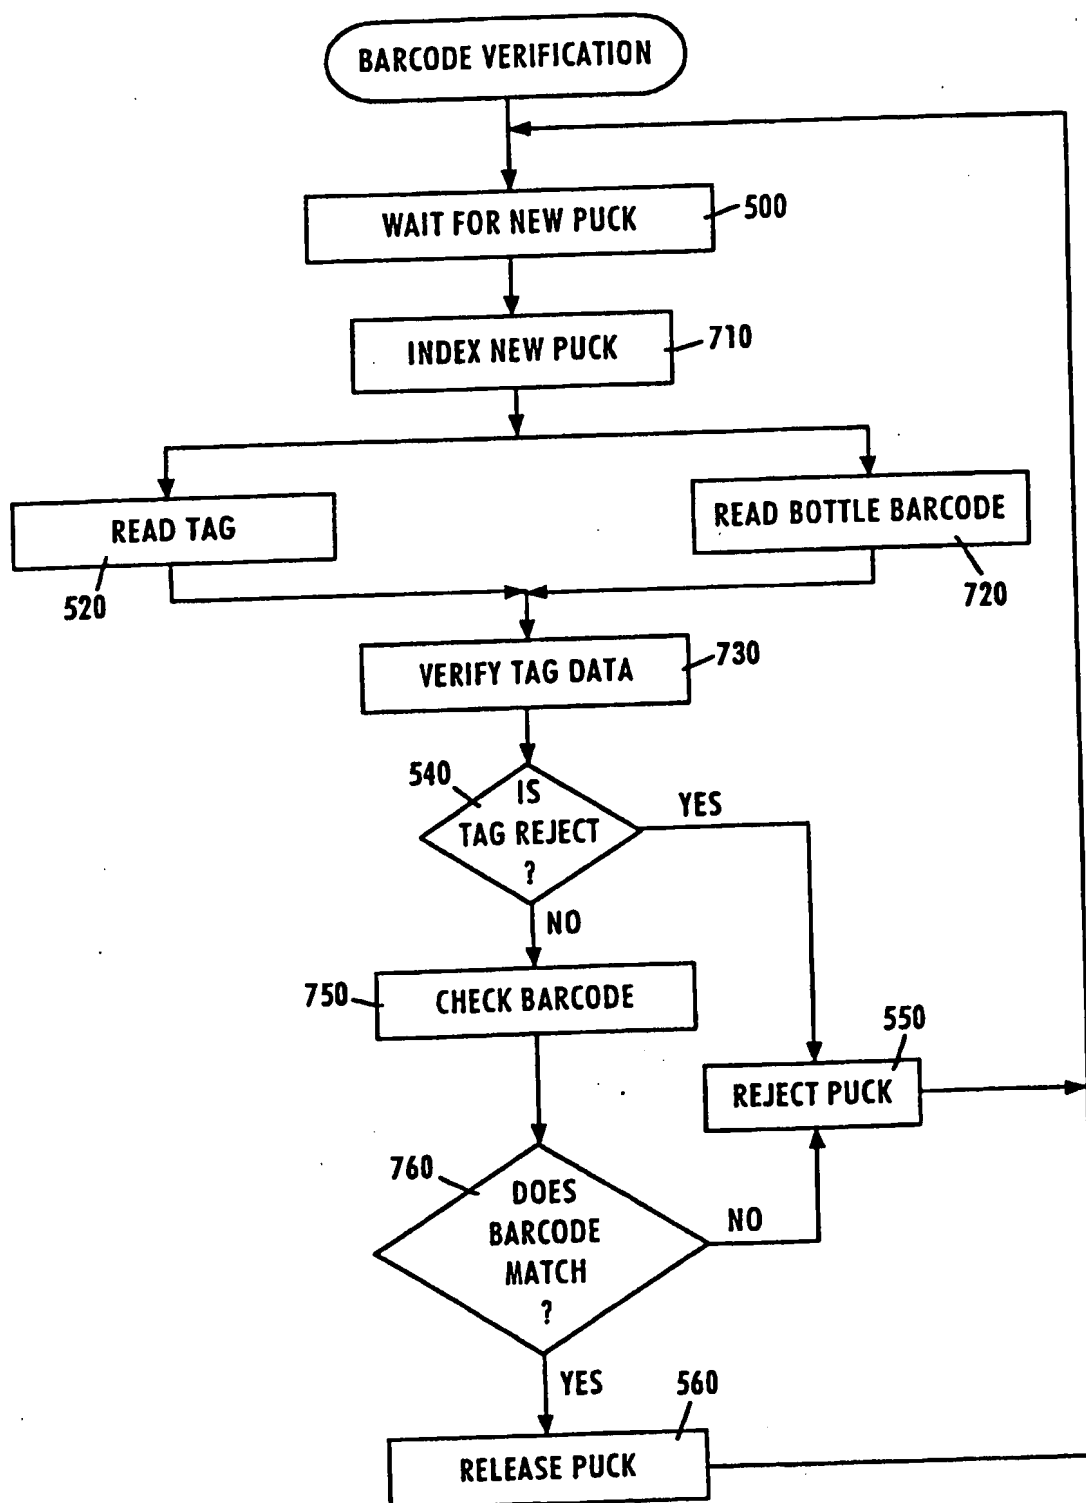 BARCODE VERIFICATION
WAIT FOR NEW PUCK
500
INDEX NEW PUCK
710
READ TAG
520
READ BOTTLE BARCODE
720
VERIFY TAG DATA
730
540
IS
TAG REJECT
?
YES
NO
750
CHECK BARCODE
550
REJECT PUCK
760
DOES
BARCODE
MATCH
?
NO
YES
560
RELEASE PUCK